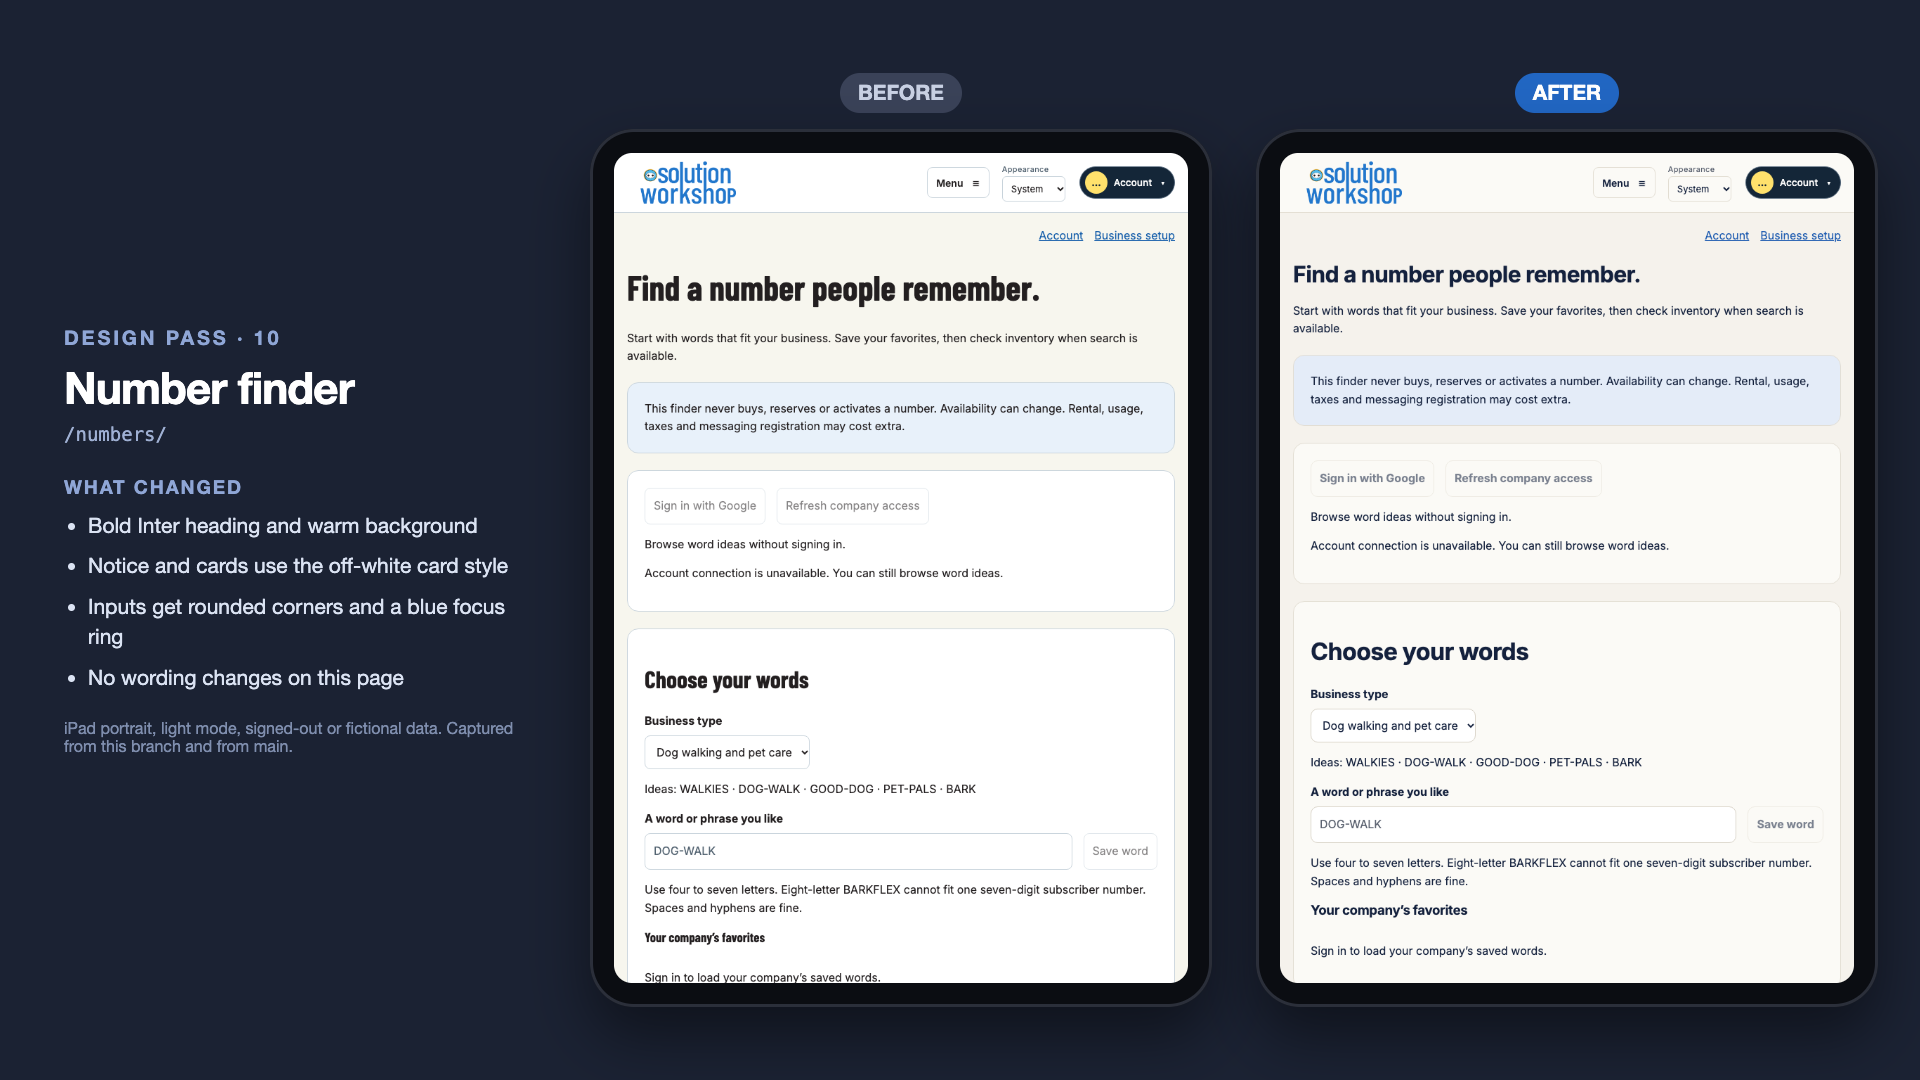 DESIGN PASS · 10
Number finder
/numbers/
WHAT CHANGED
• Bold Inter heading and warm background
• Notice and cards use the off-white card style
• Inputs get rounded corners and a blue focus
ring
• No wording changes on this page
iPad portrait, light mode, signed-out or fictional data. Captured
from this branch and from main.
BEFORE
solution
workshop
Menu ≡
Appearance
System
... Account ▾
Account Business setup
Find a number people remember.
Start with words that fit your business. Save your favorites, then check inventory when search is
available.
This finder never buys, reserves or activates a number. Availability can change. Rental, usage,
taxes and messaging registration may cost extra.
Sign in with Google Refresh company access
Browse word ideas without signing in.
Account connection is unavailable. You can still browse word ideas.
Choose your words
Business type
Dog walking and pet care
Ideas: WALKIES · DOG-WALK · GOOD-DOG · PET-PALS · BARK
A word or phrase you like
DOG-WALK Save word
Use four to seven letters. Eight-letter BARKFLEX cannot fit one seven-digit subscriber number.
Spaces and hyphens are fine.
Your company's favorites
Sign in to load your company's saved words.
AFTER
solution
workshop
Menu ≡
Appearance
System
... Account ▾
Account Business setup
Find a number people remember.
Start with words that fit your business. Save your favorites, then check inventory when search is
available.
This finder never buys, reserves or activates a number. Availability can change. Rental, usage,
taxes and messaging registration may cost extra.
Sign in with Google Refresh company access
Browse word ideas without signing in.
Account connection is unavailable. You can still browse word ideas.
Choose your words
Business type
Dog walking and pet care
Ideas: WALKIES · DOG-WALK · GOOD-DOG · PET-PALS · BARK
A word or phrase you like
DOG-WALK Save word
Use four to seven letters. Eight-letter BARKFLEX cannot fit one seven-digit subscriber number.
Spaces and hyphens are fine.
Your company's favorites
Sign in to load your company's saved words.